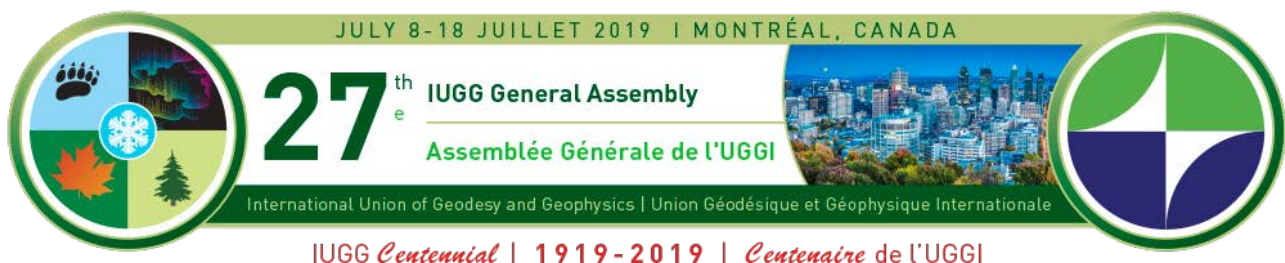 JULY 8-18 JUILLET 2019 I MONTRÉAL, CANADA
27th e
IUGG General Assembly
Assemblée Générale de l'UGGI
International Union of Geodesy and Geophysics | Union Géodésique et Géophysique Internationale
IUGG Centennial | 1919-2019 | Centenaire de l'UGGI